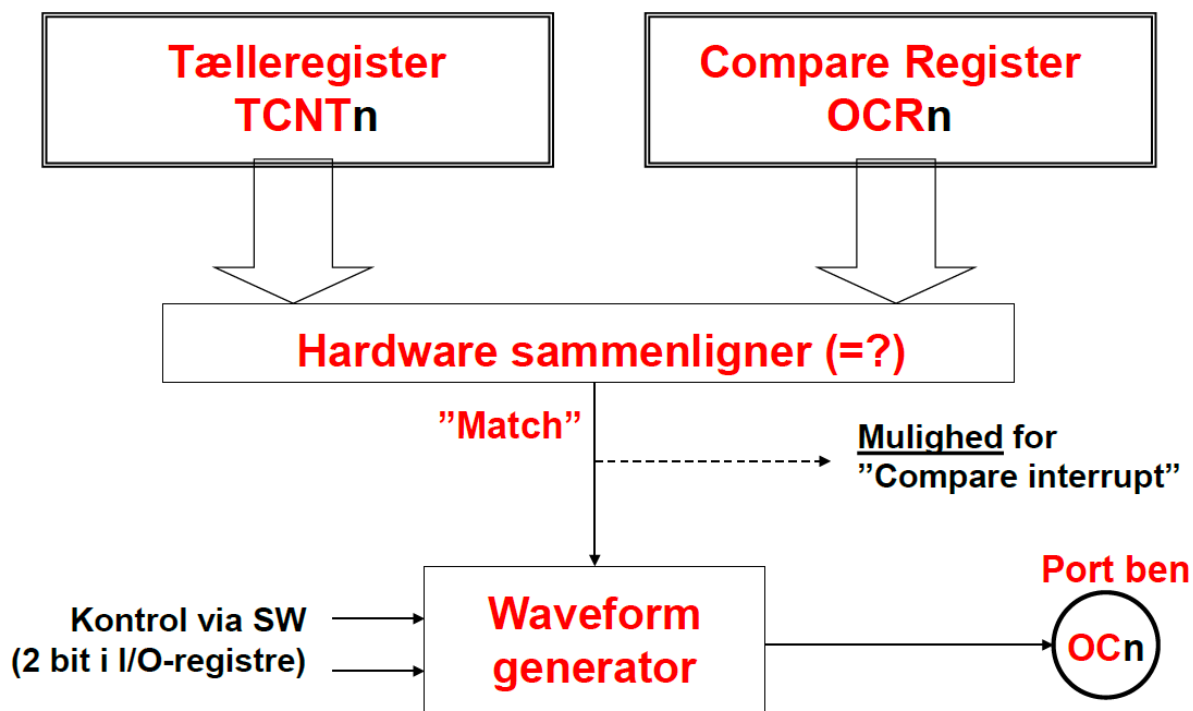 Tælleregister
TCNTn
Compare Register
OCRn
Hardware sammenligner (=?)
”Match”
Mulighed for
”Compare interrupt”
Port ben
Kontrol via SW
(2 bit i I/O-registre)
Waveform
generator
OCn